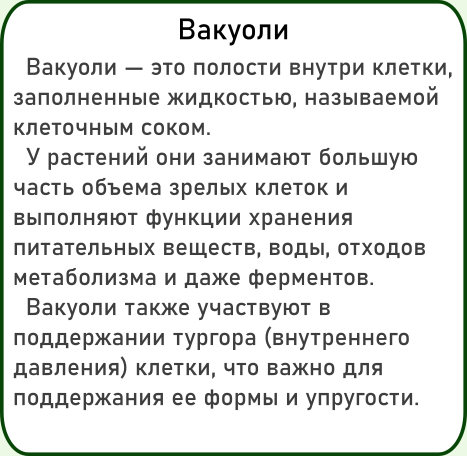 Вакуоли
Вакуоли — это полости внутри клетки,
заполненные жидкостью, называемой
клеточным соком.
У растений они занимают большую
часть объема зрелых клеток и
выполняют функции хранения
питательных веществ, воды, отходов
метаболизма и даже ферментов.
Вакуоли также участвуют в
поддержании тургора (внутреннего
давления) клетки, что важно для
поддержания ее формы и упругости.